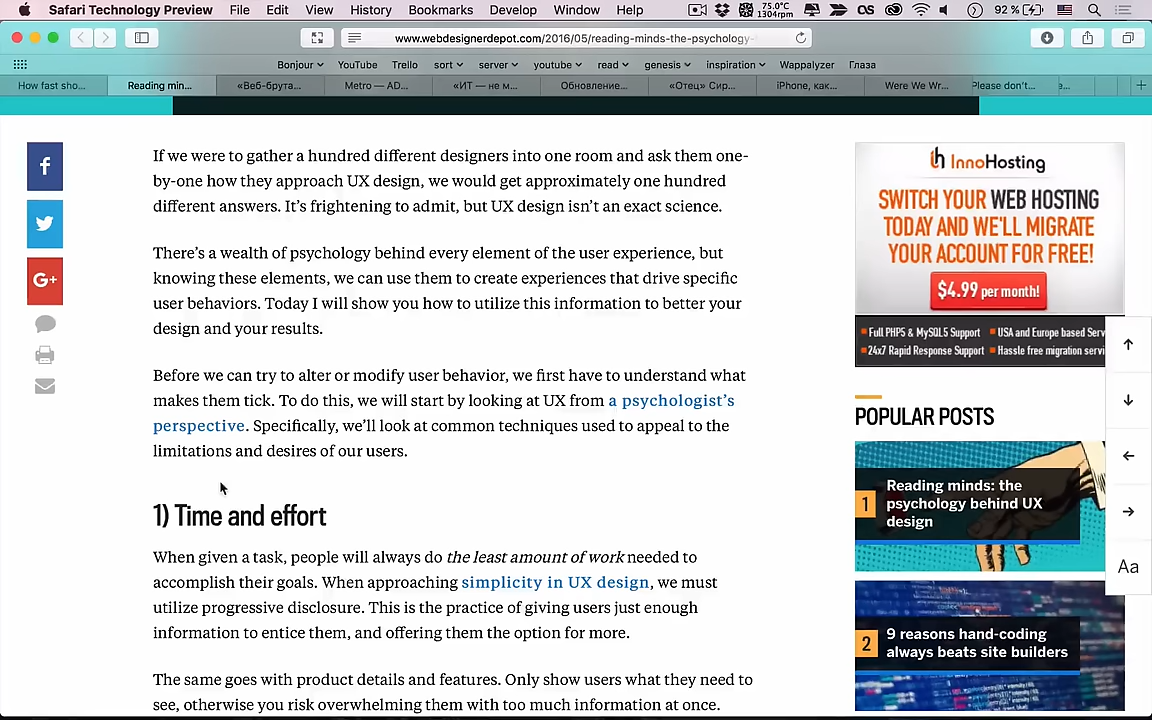 Safari Technology Preview File Edit View History Bookmarks Develop Window Help 75.0°C 1304rpm OS 92 %
www.webdesignerdepot.com/2016/05/reading-minds-the-psychology-
Bonjour YouTube Trello sort server youtube read genesis inspiration Wappalyzer Глаза
How fast sho... Reading min... «Веб-брута... Metro — AD... «ИТ — не м... Обновление... «Отец» Сир... iPhone, как... Were We Wr... Please don't... e...
If we were to gather a hundred different designers into one room and ask them one-
by-one how they approach UX design, we would get approximately one hundred
different answers. It's frightening to admit, but UX design isn't an exact science.
There's a wealth of psychology behind every element of the user experience, but
knowing these elements, we can use them to create experiences that drive specific
user behaviors. Today I will show you how to utilize this information to better your
design and your results.
Before we can try to alter or modify user behavior, we first have to understand what
makes them tick. To do this, we will start by looking at UX from a psychologist's
perspective. Specifically, we'll look at common techniques used to appeal to the
limitations and desires of our users.
1) Time and effort
When given a task, people will always do the least amount of work needed to
accomplish their goals. When approaching simplicity in UX design, we must
utilize progressive disclosure. This is the practice of giving users just enough
information to entice them, and offering them the option for more.
The same goes with product details and features. Only show users what they need to
see, otherwise you risk overwhelming them with too much information at once.
f
G+
InnoHosting
SWITCH YOUR WEB HOSTING
TODAY AND WE'LL MIGRATE
YOUR ACCOUNT FOR FREE!
$4.99 per month!
Full PHP5 & MySQL5 Support USA and Europe based Serv
24x7 Rapid Response Support Hassle free migration servi
POPULAR POSTS
1 Reading minds: the
psychology behind UX
design
2 9 reasons hand-coding
always beats site builders
Aa